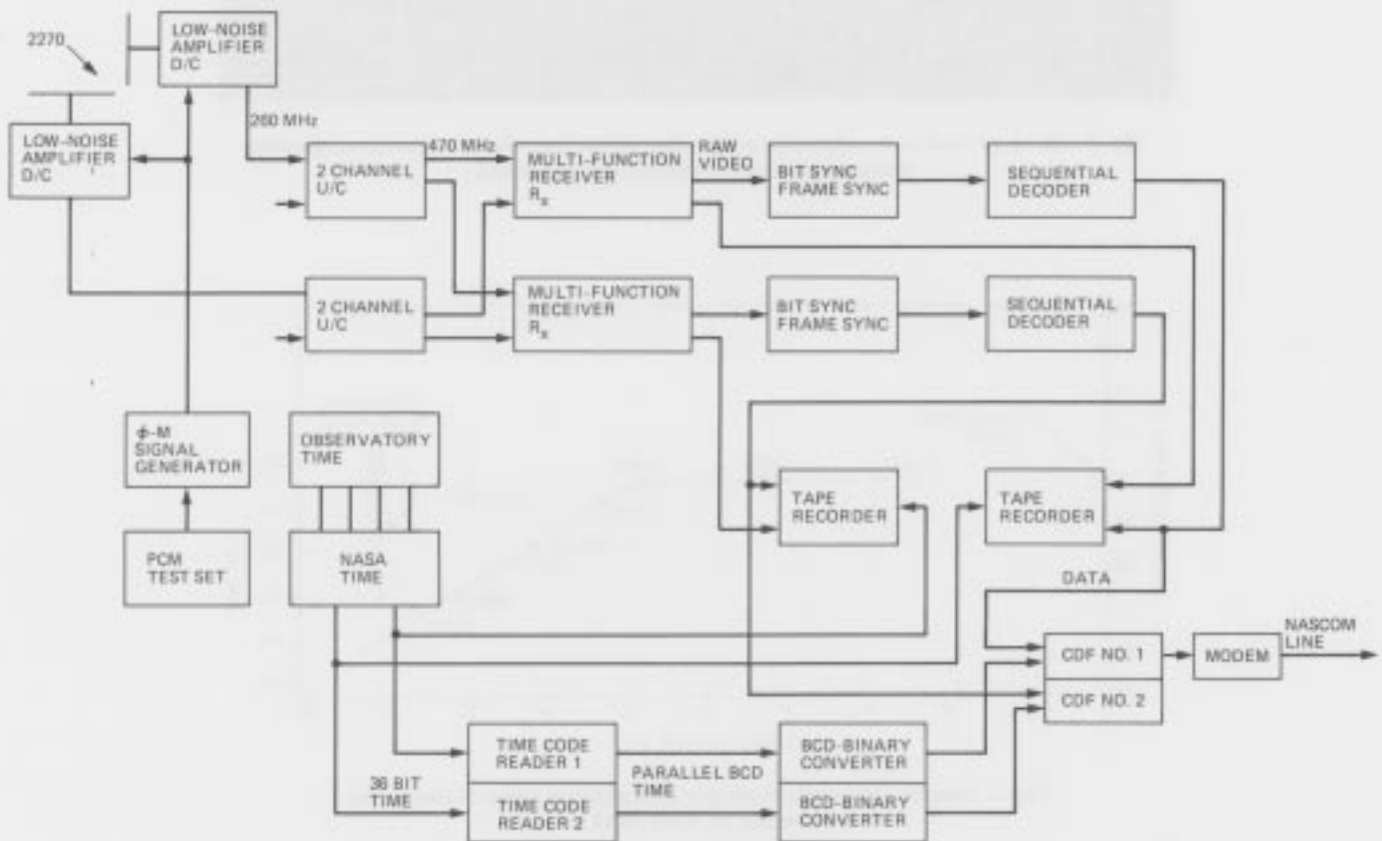 2270
LOW-NOISE
AMPLIFIER
D/C
LOW-NOISE
AMPLIFIER
D/C
260 MHz
2 CHANNEL
U/C
470 MHz
MULTI-FUNCTION
RECEIVER
Rx
RAW
VIDEO
BIT SYNC
FRAME SYNC
SEQUENTIAL
DECODER
2 CHANNEL
U/C
MULTI-FUNCTION
RECEIVER
Rx
BIT SYNC
FRAME SYNC
SEQUENTIAL
DECODER
ϕ-M
SIGNAL
GENERATOR
OBSERVATORY
TIME
TAPE
RECORDER
TAPE
RECORDER
PCM
TEST SET
NASA
TIME
DATA
CDF NO. 1
CDF NO. 2
MODEM
NASCOM
LINE
36 BIT
TIME
TIME CODE
READER 1
TIME CODE
READER 2
PARALLEL BCD
TIME
BCD-BINARY
CONVERTER
BCD-BINARY
CONVERTER